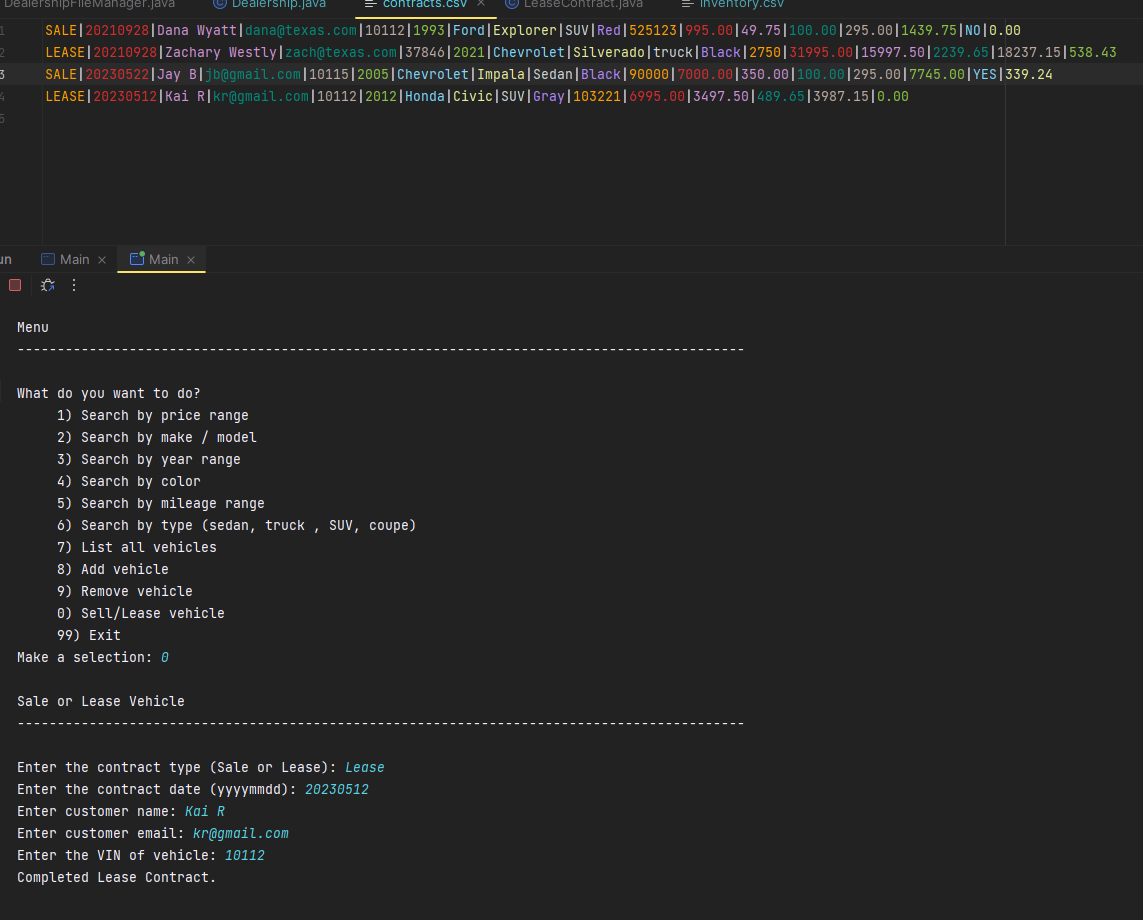 DealershipFileManager.java Dealership.java contracts.csv LeaseContract.java inventory.csv
1 SALE|20210928|Dana Wyatt|dana@texas.com|10112|1993|Ford|Explorer|SUV|Red|525123|995.00|49.75|100.00|295.00|1439.75|NO|0.00
2 LEASE|20210928|Zachary Westly|zach@texas.com|37846|2021|Chevrolet|Silverado|truck|Black|2750|31995.00|15997.50|2239.65|18237.15|538.43
3 SALE|20230522|Jay B|jb@gmail.com|10115|2005|Chevrolet|Impala|Sedan|Black|90000|7000.00|350.00|100.00|295.00|7745.00|YES|339.24
4 LEASE|20230512|Kai R|kr@gmail.com|10112|2012|Honda|Civic|SUV|Gray|103221|6995.00|3497.50|489.65|3987.15|0.00
5
un Main Main
Menu
-------------------------------------------------------------------------------------------
What do you want to do?
1) Search by price range
2) Search by make / model
3) Search by year range
4) Search by color
5) Search by mileage range
6) Search by type (sedan, truck , SUV, coupe)
7) List all vehicles
8) Add vehicle
9) Remove vehicle
0) Sell/Lease vehicle
99) Exit
Make a selection: 0
Sale or Lease Vehicle
-------------------------------------------------------------------------------------------
Enter the contract type (Sale or Lease): Lease
Enter the contract date (yyyymmdd): 20230512
Enter customer name: Kai R
Enter customer email: kr@gmail.com
Enter the VIN of vehicle: 10112
Completed Lease Contract.